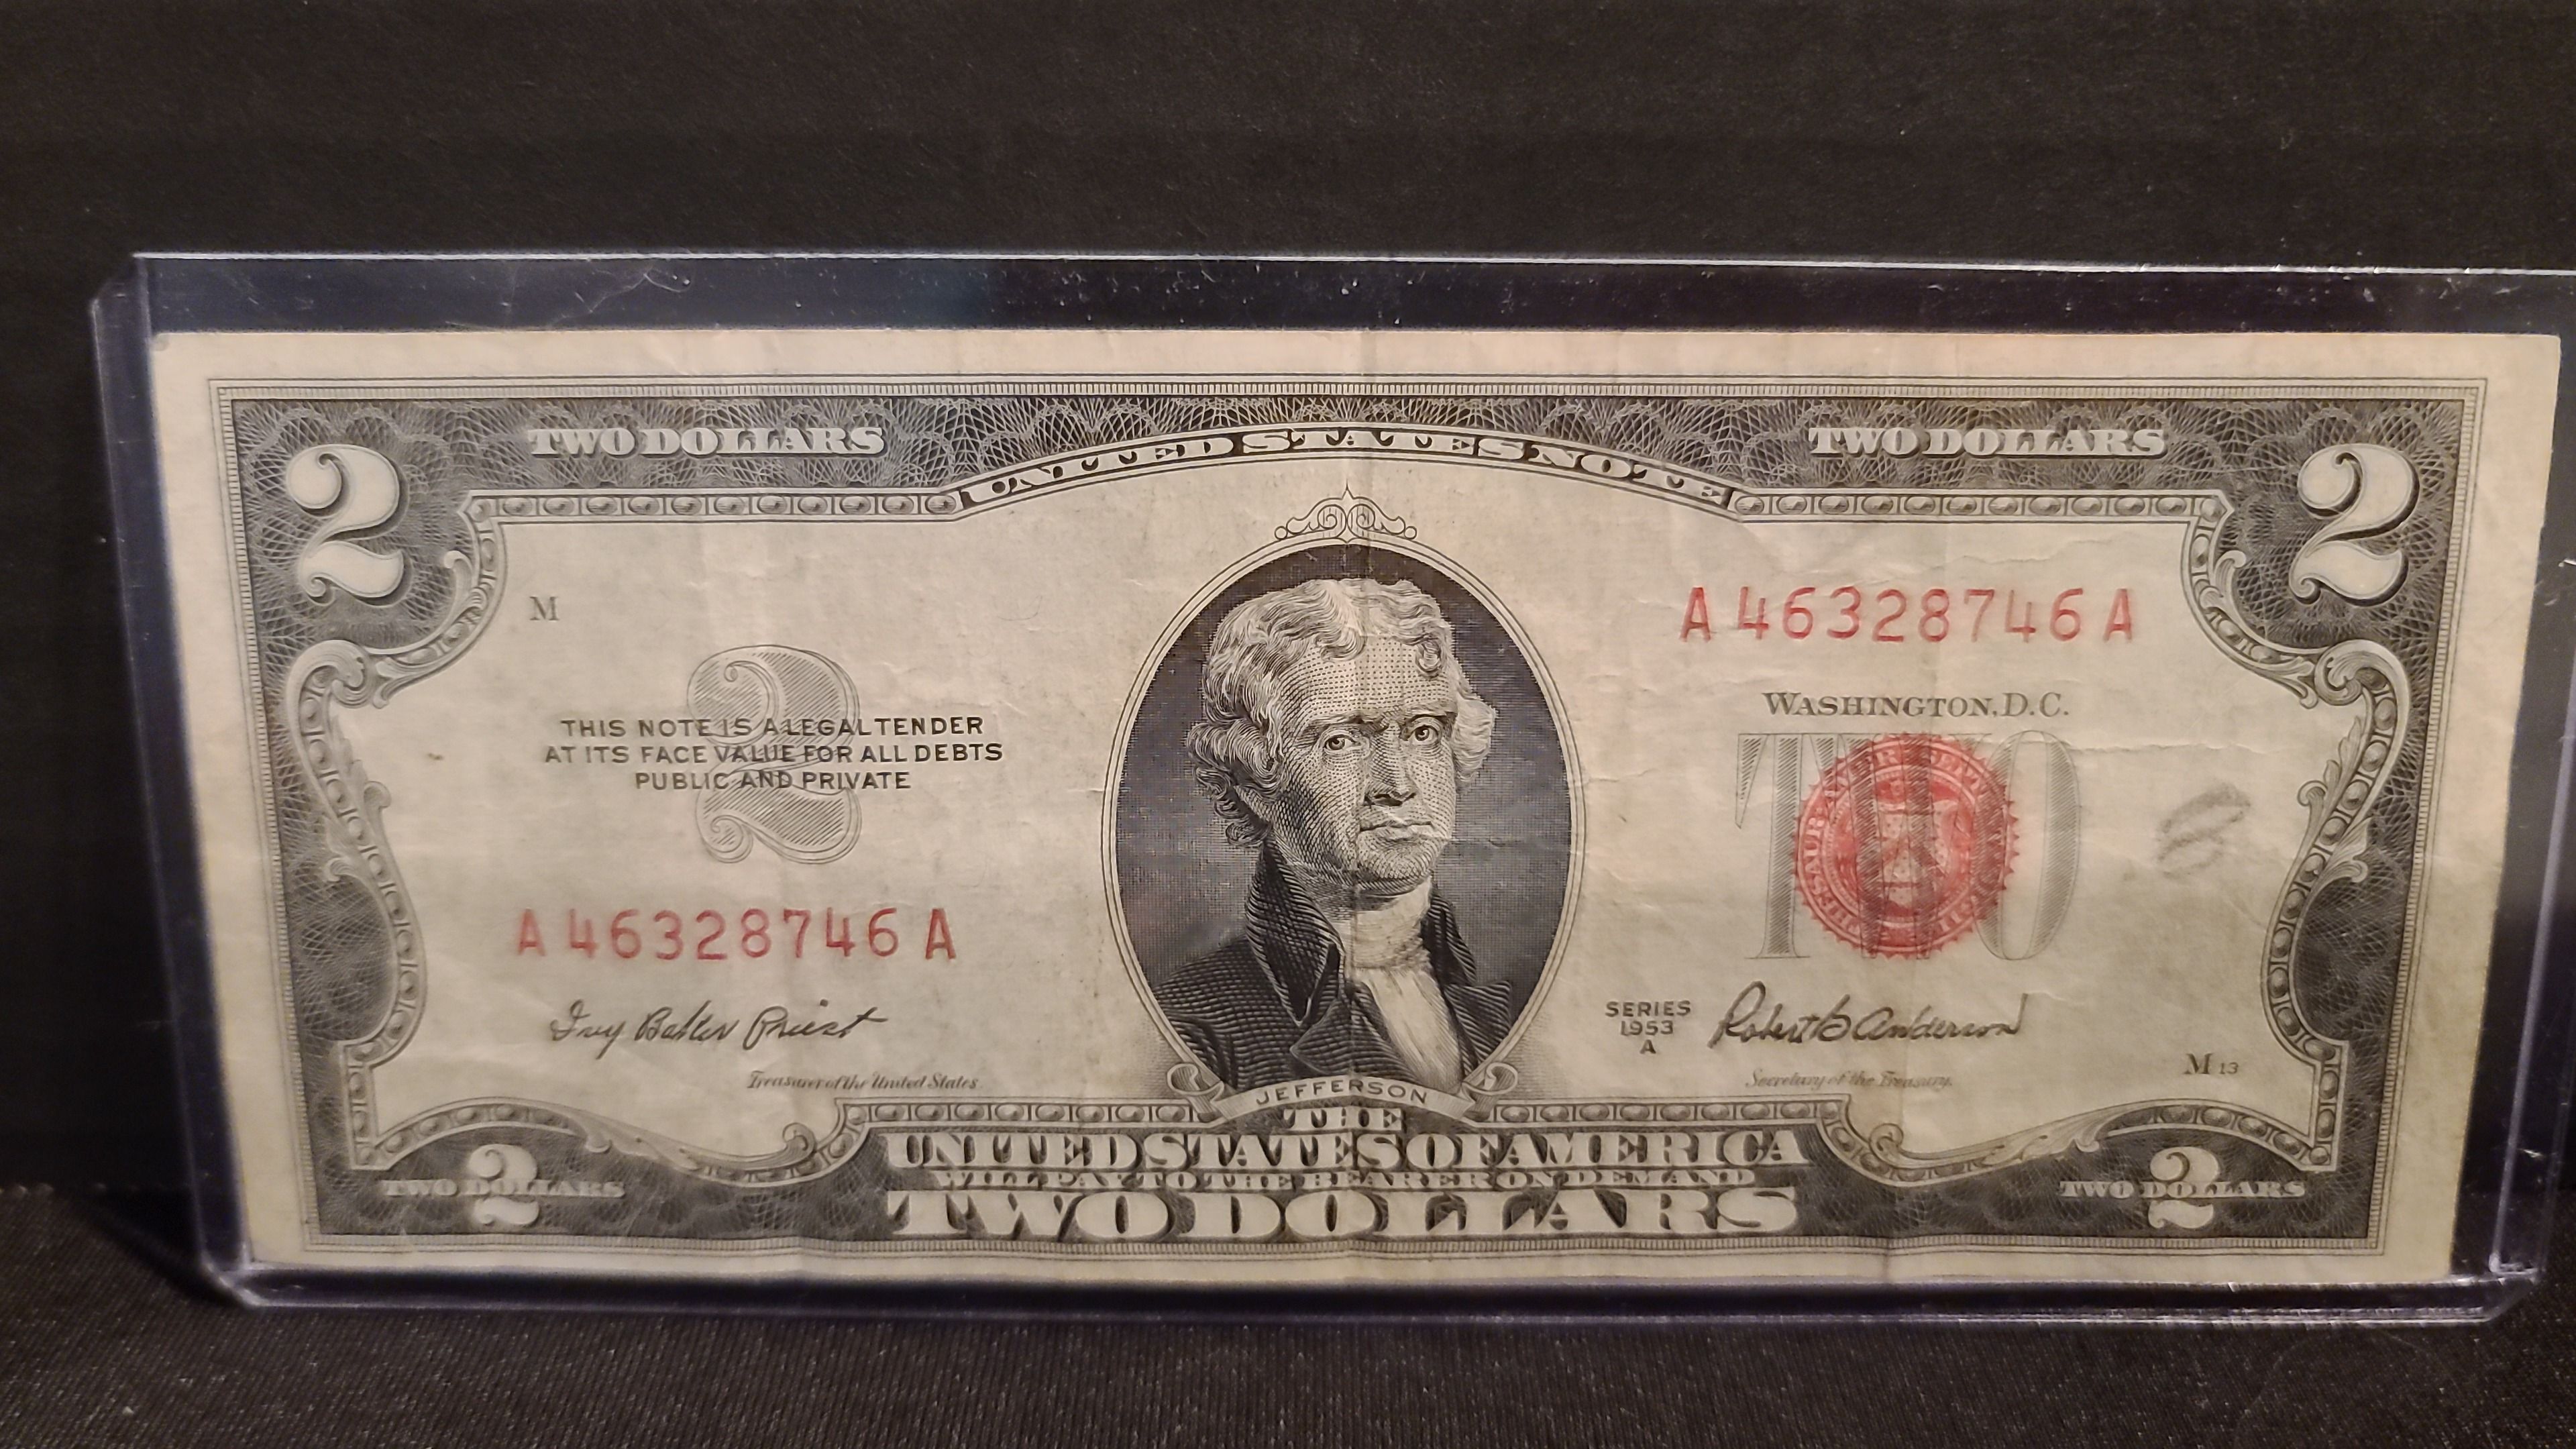 TWO DOLLARS
UNITED STATES NOTE
TWO DOLLARS
2
2
M
A 46328746 A
WASHINGTON, D.C.
2
THIS NOTE IS A LEGAL TENDER
AT ITS FACE VALUE FOR ALL DEBTS
PUBLIC AND PRIVATE
TWO
A 46328746 A
Ivy Baker Priest
Treasurer of the United States.
SERIES
1953
A
Robert B Anderson
Secretary of the Treasury.
M 13
JEFFERSON
THE
UNITED STATES OF AMERICA
WILL PAY TO THE BEARER ON DEMAND
TWO DOLLARS
2
TWO DOLLARS
2
TWO DOLLARS